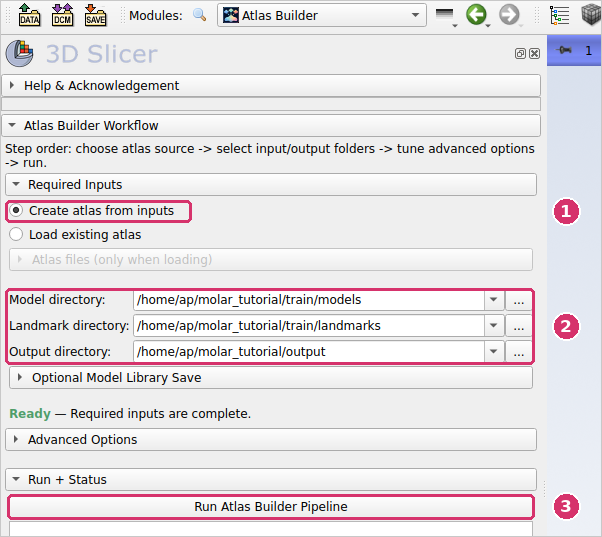 DATA
DCM
SAVE
Modules:
Atlas Builder
3D Slicer
1
Help & Acknowledgement
Atlas Builder Workflow
Step order: choose atlas source -> select input/output folders -> tune advanced options
-> run.
Required Inputs
Create atlas from inputs
1
Load existing atlas
Atlas files (only when loading)
Model directory: /home/ap/molar_tutorial/train/models ...
Landmark directory: /home/ap/molar_tutorial/train/landmarks ...
2
Output directory: /home/ap/molar_tutorial/output ...
Optional Model Library Save
Ready — Required inputs are complete.
Advanced Options
Run + Status
Run Atlas Builder Pipeline
3